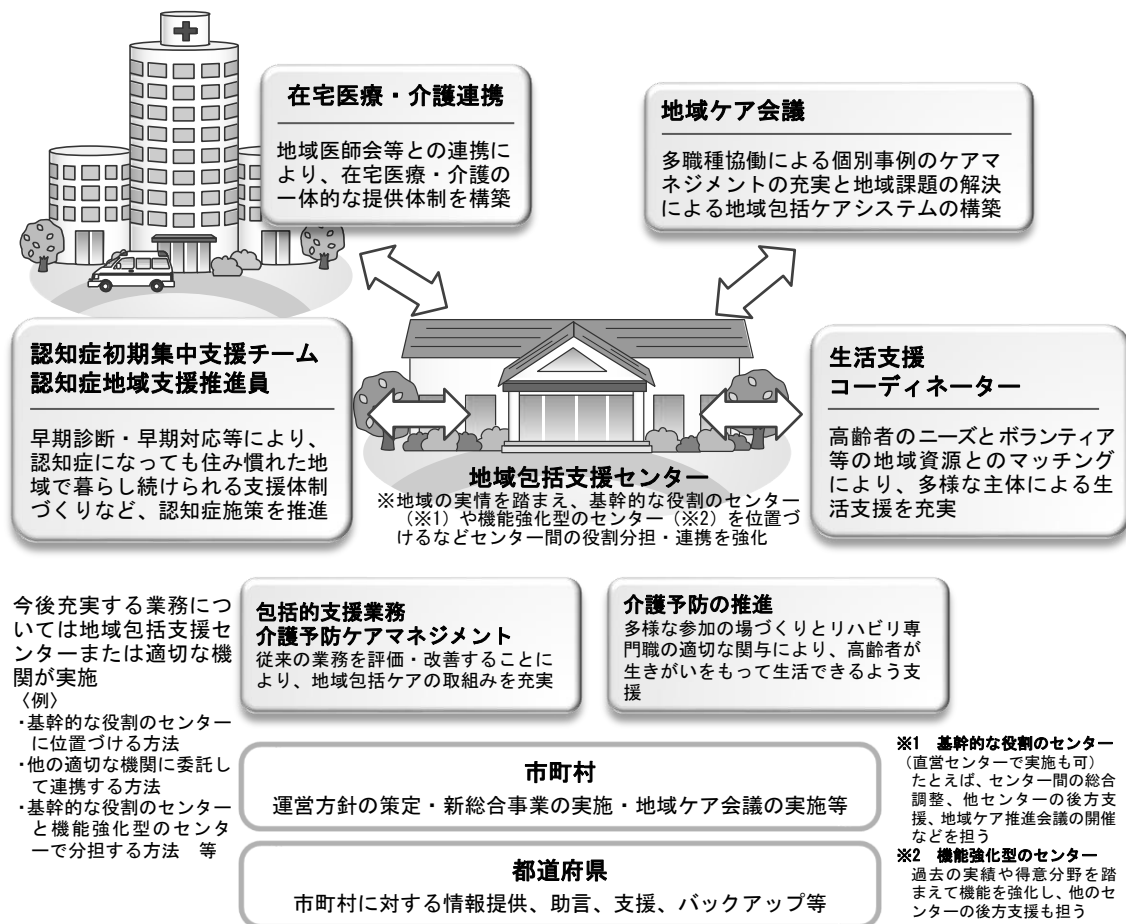 在宅医療・介護連携
地域医師会等との連携に
より、在宅医療・介護の
一体的な提供体制を構築
地域ケア会議
多職種協働による個別事例のケアマ
ネジメントの充実と地域課題の解決
による地域包括ケアシステムの構築
認知症初期集中支援チーム
認知症地域支援推進員
早期診断・早期対応等により、
認知症になっても住み慣れた地
域で暮らし続けられる支援体制
づくりなど、認知症施策を推進
地域包括支援センター
※地域の実情を踏まえ、基幹的な役割のセンター
（※1）や機能強化型のセンター（※2）を位置づ
けるなどセンター間の役割分担・連携を強化
生活支援
コーディネーター
高齢者のニーズとボランティア
等の地域資源とのマッチング
により、多様な主体による生
活支援を充実
今後充実する業務につ
いては地域包括支援セ
ンターまたは適切な機
関が実施
〈例〉
・基幹的な役割のセンター
に位置づける方法
・他の適切な機関に委託し
て連携する方法
・基幹的な役割のセンター
と機能強化型のセンタ
ーで分担する方法　等
包括的支援業務
介護予防ケアマネジメント
従来の業務を評価・改善することに
より、地域包括ケアの取組みを充実
介護予防の推進
多様な参加の場づくりとリハビリ専
門職の適切な関与により、高齢者が
生きがいをもって生活できるよう支
援
市町村
運営方針の策定・新総合事業の実施・地域ケア会議の実施等
都道府県
市町村に対する情報提供、助言、支援、バックアップ等
※1　基幹的な役割のセンター
（直営センターで実施も可）
たとえば、センター間の総合
調整、他センターの後方支
援、地域ケア推進会議の開催
などを担う
※2　機能強化型のセンター
過去の実績や得意分野を踏
まえて機能を強化し、他のセ
ンターの後方支援も担う